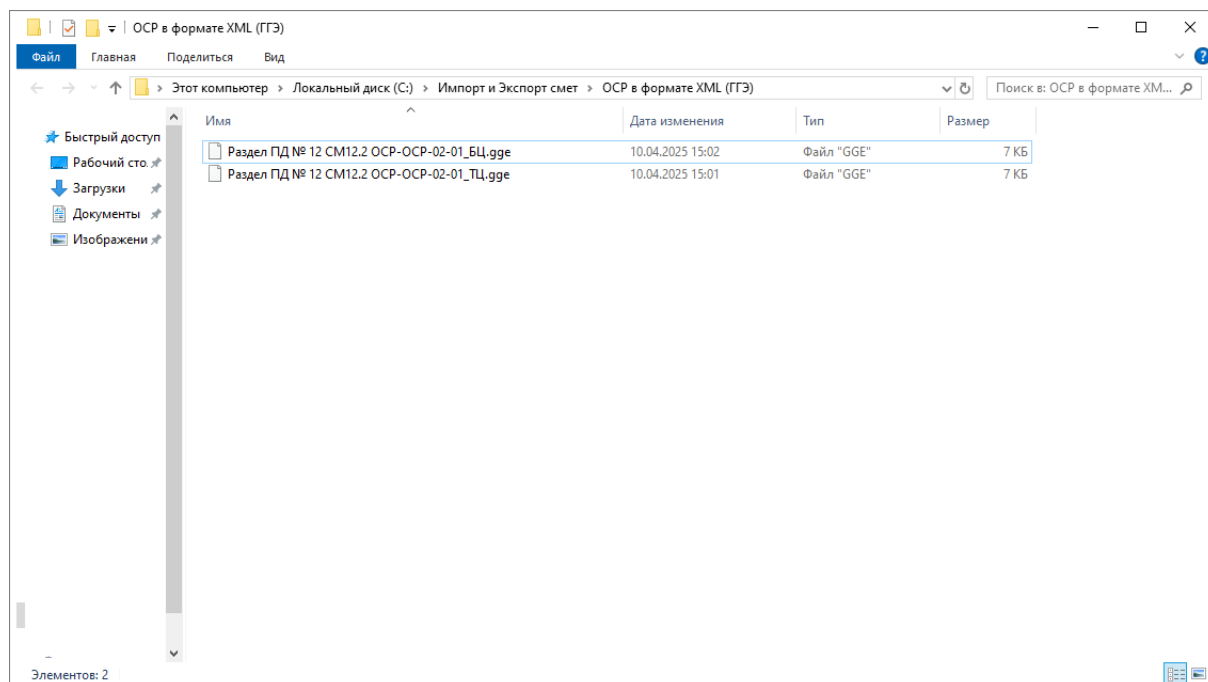 ОСР в формате XML (ГГЭ)
Файл Главная Поделиться Вид
Этот компьютер › Локальный диск (C:) › Импорт и Экспорт смет › ОСР в формате XML (ГГЭ) Поиск в: ОСР в формате XM...
Имя Дата изменения Тип Размер
Быстрый доступ
Раздел ПД № 12 СМ12.2 ОСР-ОСР-02-01_БЦ.gge 10.04.2025 15:02 Файл "GGE" 7 КБ
Рабочий сто.
Раздел ПД № 12 СМ12.2 ОСР-ОСР-02-01_ТЦ.gge 10.04.2025 15:01 Файл "GGE" 7 КБ
Загрузки
Документы
Изображени
Элементов: 2